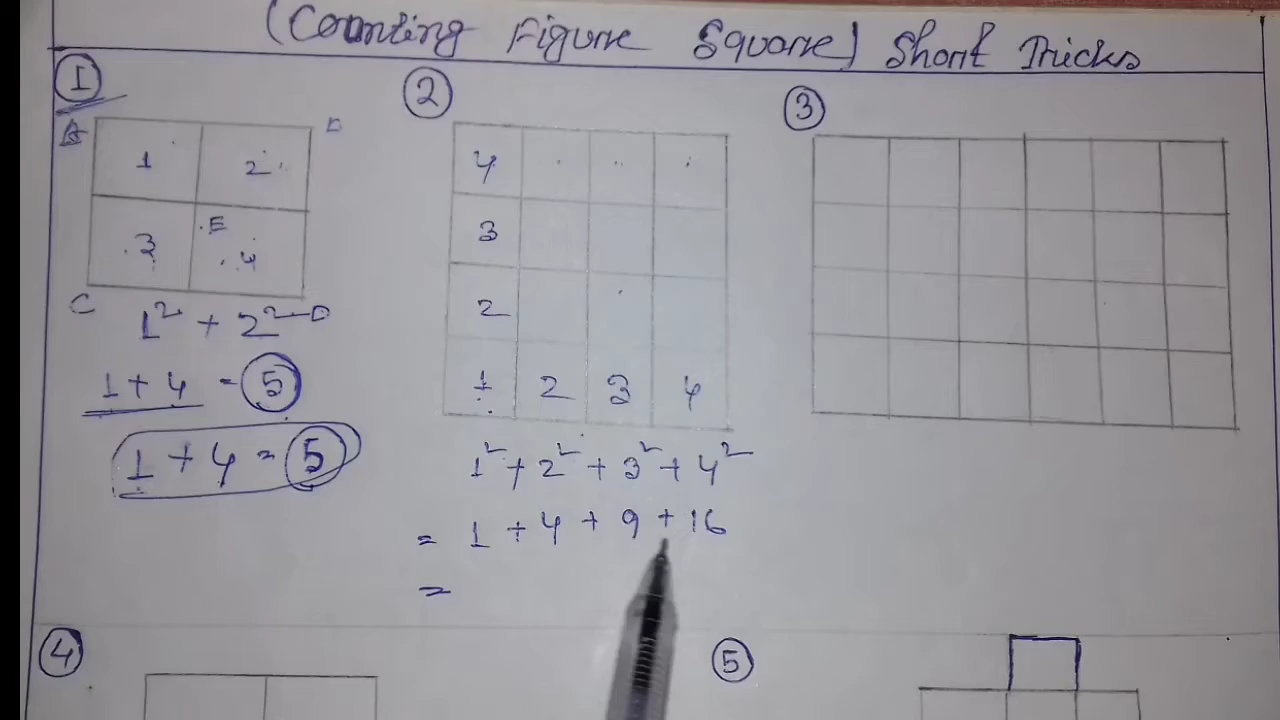 (Counting Figure Square) Short Tricks
1
A
1 2
E
3 4
C D
1² + 2²
1 + 4 = 5
1 + 4 = 5
2
4
3
2
1 2 3 4
1² + 2² + 3² + 4²
= 1 + 4 + 9 + 16
=
3
4
5